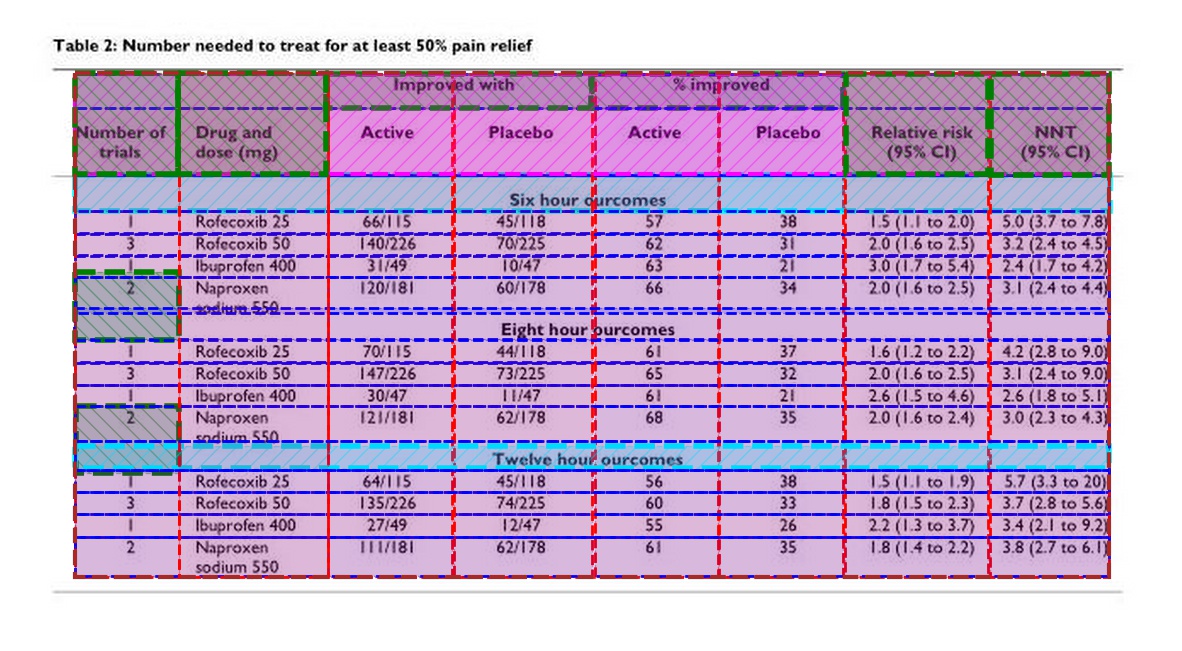 Table 2: Number needed to treat for at least 50% pain relief
Improved with % improved
Number of trials Drug and dose (mg) Active Placebo Active Placebo Relative risk (95% CI) NNT (95% CI)
Six hour ourcomes
1 Rofecoxib 25 66/115 45/118 57 38 1.5 (1.1 to 2.0) 5.0 (3.7 to 7.8)
3 Rofecoxib 50 140/226 70/225 62 31 2.0 (1.6 to 2.5) 3.2 (2.4 to 4.5)
1 Ibuprofen 400 31/49 10/47 63 21 3.0 (1.7 to 5.4) 2.4 (1.7 to 4.2)
2 Naproxen sodium 550 120/181 60/178 66 34 2.0 (1.6 to 2.5) 3.1 (2.4 to 4.4)
Eight hour ourcomes
1 Rofecoxib 25 70/115 44/118 61 37 1.6 (1.2 to 2.2) 4.2 (2.8 to 9.0)
3 Rofecoxib 50 147/226 73/225 65 32 2.0 (1.6 to 2.5) 3.1 (2.4 to 9.0)
1 Ibuprofen 400 30/47 11/47 61 21 2.6 (1.5 to 4.6) 2.6 (1.8 to 5.1)
2 Naproxen sodium 550 121/181 62/178 68 35 2.0 (1.6 to 2.4) 3.0 (2.3 to 4.3)
Twelve hour ourcomes
1 Rofecoxib 25 64/115 45/118 56 38 1.5 (1.1 to 1.9) 5.7 (3.3 to 20)
3 Rofecoxib 50 135/226 74/225 60 33 1.8 (1.5 to 2.3) 3.7 (2.8 to 5.6)
1 Ibuprofen 400 27/49 12/47 55 26 2.2 (1.3 to 3.7) 3.4 (2.1 to 9.2)
2 Naproxen sodium 550 111/181 62/178 61 35 1.8 (1.4 to 2.2) 3.8 (2.7 to 6.1)